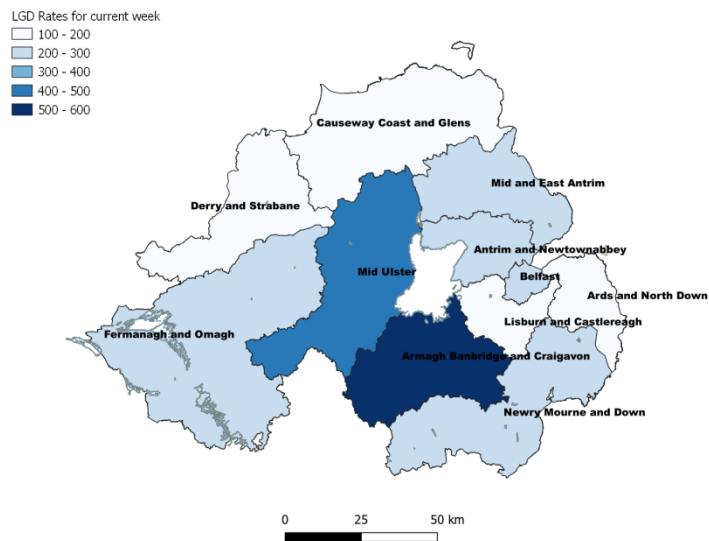 LGD Rates for current week
100 - 200
200 - 300
300 - 400
400 - 500
500 - 600
Causeway Coast and Glens
Mid and East Antrim
Derry and Strabane
Antrim and Newtownabbey
Mid Ulster
Belfast
Ards and North Down
Lisburn and Castlereagh
Fermanagh and Omagh
Armagh Banbridge and Craigavon
Newry Mourne and Down
0 25 50 km